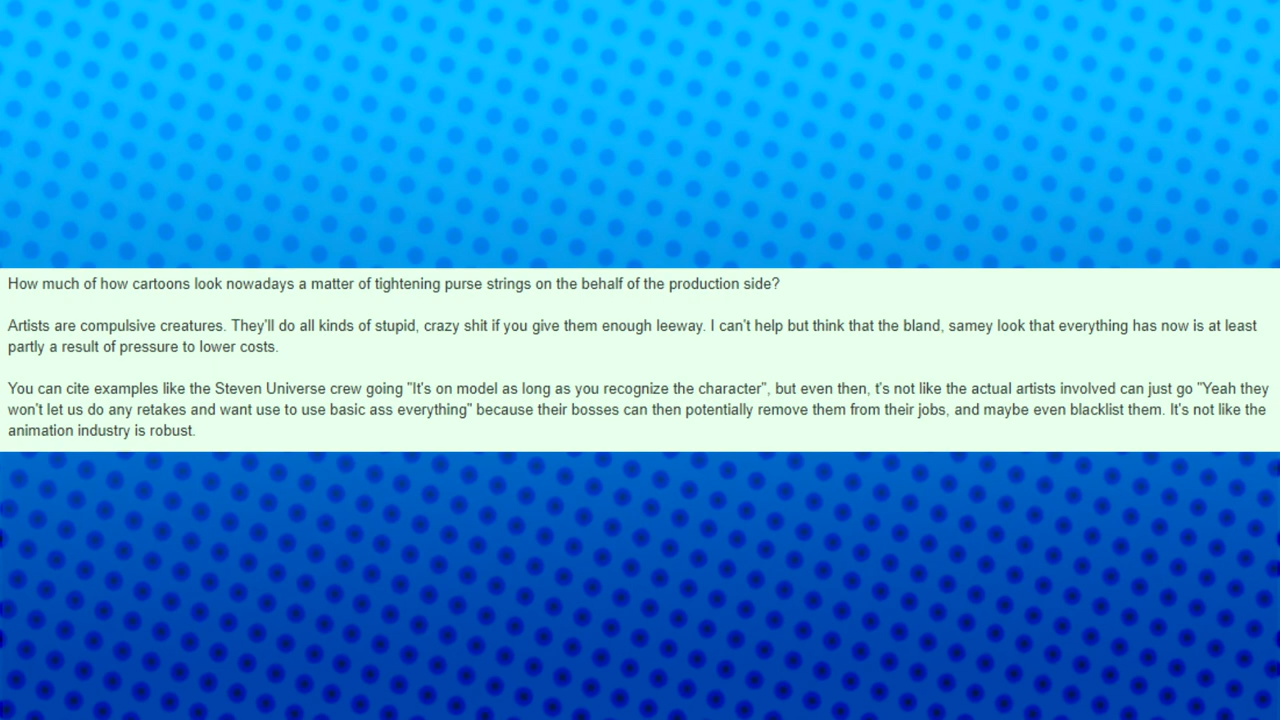 How much of how cartoons look nowadays a matter of tightening purse strings on the behalf of the production side?
Artists are compulsive creatures. They'll do all kinds of stupid, crazy shit if you give them enough leeway. I can't help but think that the bland, samey look that everything has now is at least
partly a result of pressure to lower costs.
You can cite examples like the Steven Universe crew going "It's on model as long as you recognize the character", but even then, t's not like the actual artists involved can just go "Yeah they
won't let us do any retakes and want use to use basic ass everything" because their bosses can then potentially remove them from their jobs, and maybe even blacklist them. It's not like the
animation industry is robust.